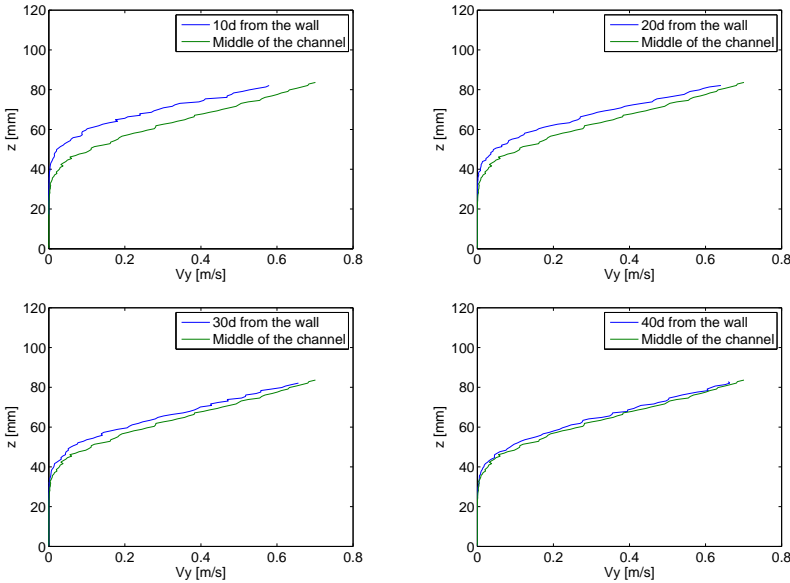 10d from the wall
Middle of the channel
120
100
80
60
40
20
0
z [mm]
0 0.2 0.4 0.6 0.8
Vy [m/s]
20d from the wall
Middle of the channel
120
100
80
60
40
20
0
z [mm]
0 0.2 0.4 0.6 0.8
Vy [m/s]
30d from the wall
Middle of the channel
120
100
80
60
40
20
0
z [mm]
0 0.2 0.4 0.6 0.8
Vy [m/s]
40d from the wall
Middle of the channel
120
100
80
60
40
20
0
z [mm]
0 0.2 0.4 0.6 0.8
Vy [m/s]